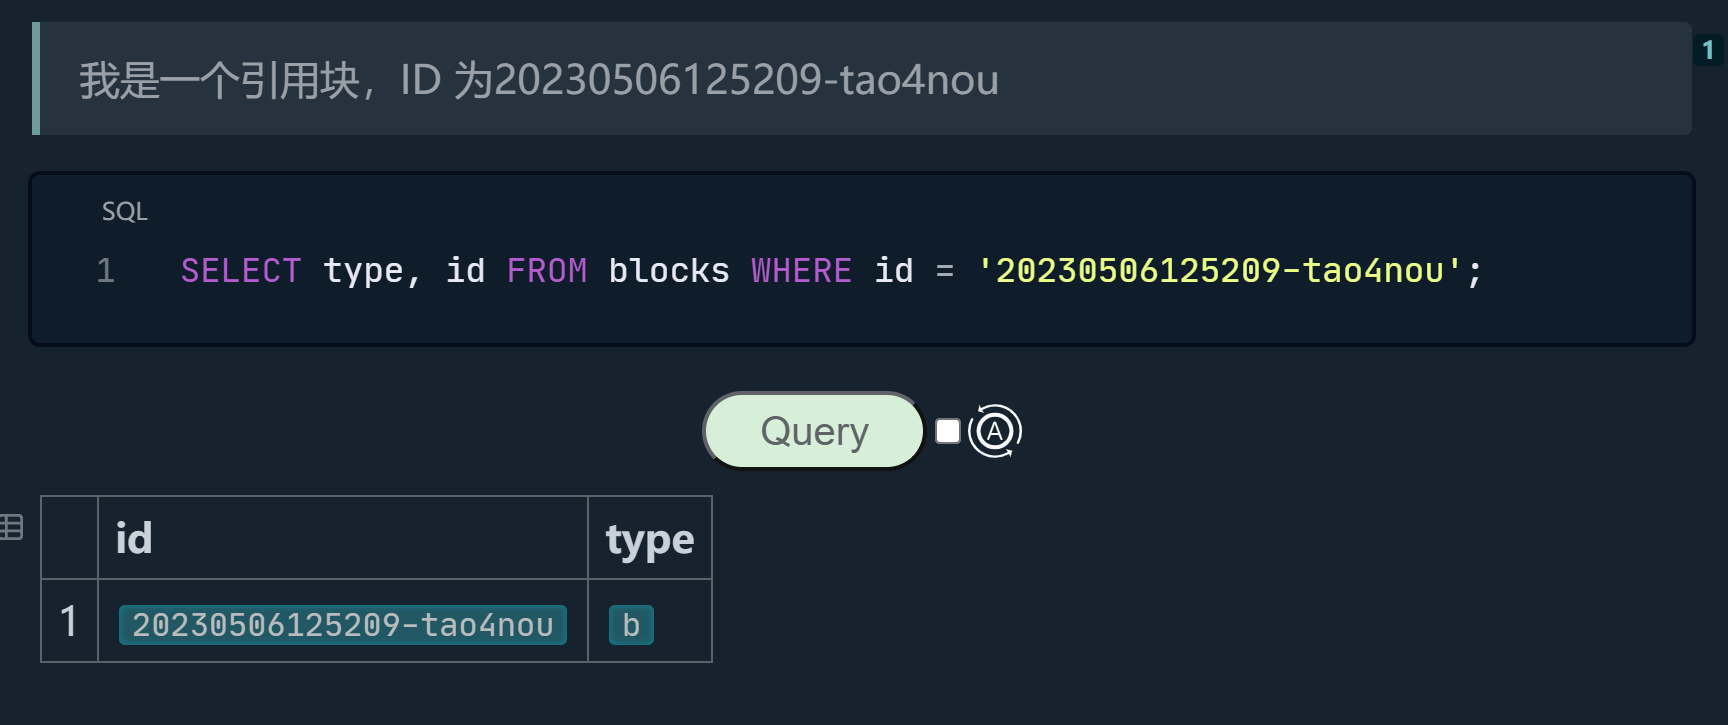 我是一个引用块，ID 为20230506125209-tao4nou
1
SQL
1 SELECT type, id FROM blocks WHERE id = '20230506125209-tao4nou';
Query A
id type
1 20230506125209-tao4nou b